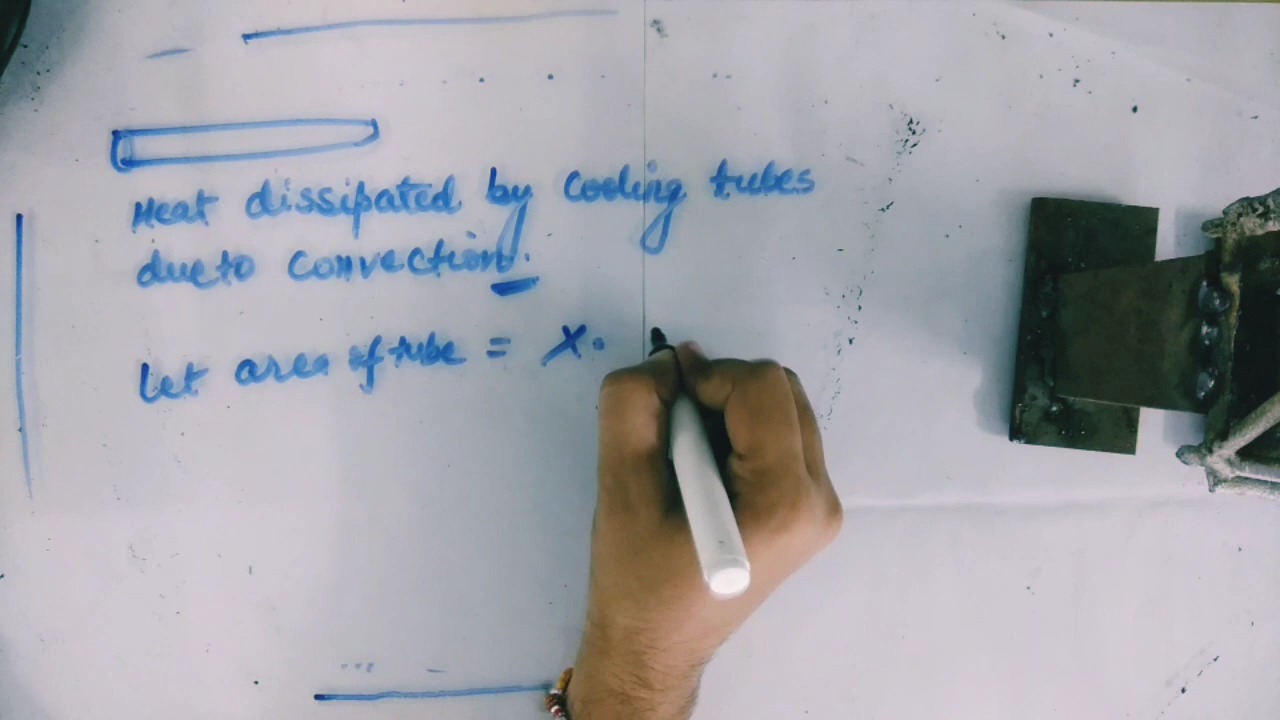 Heat dissipated by Cooling tubes
due to convection.
Let area of tube = X.